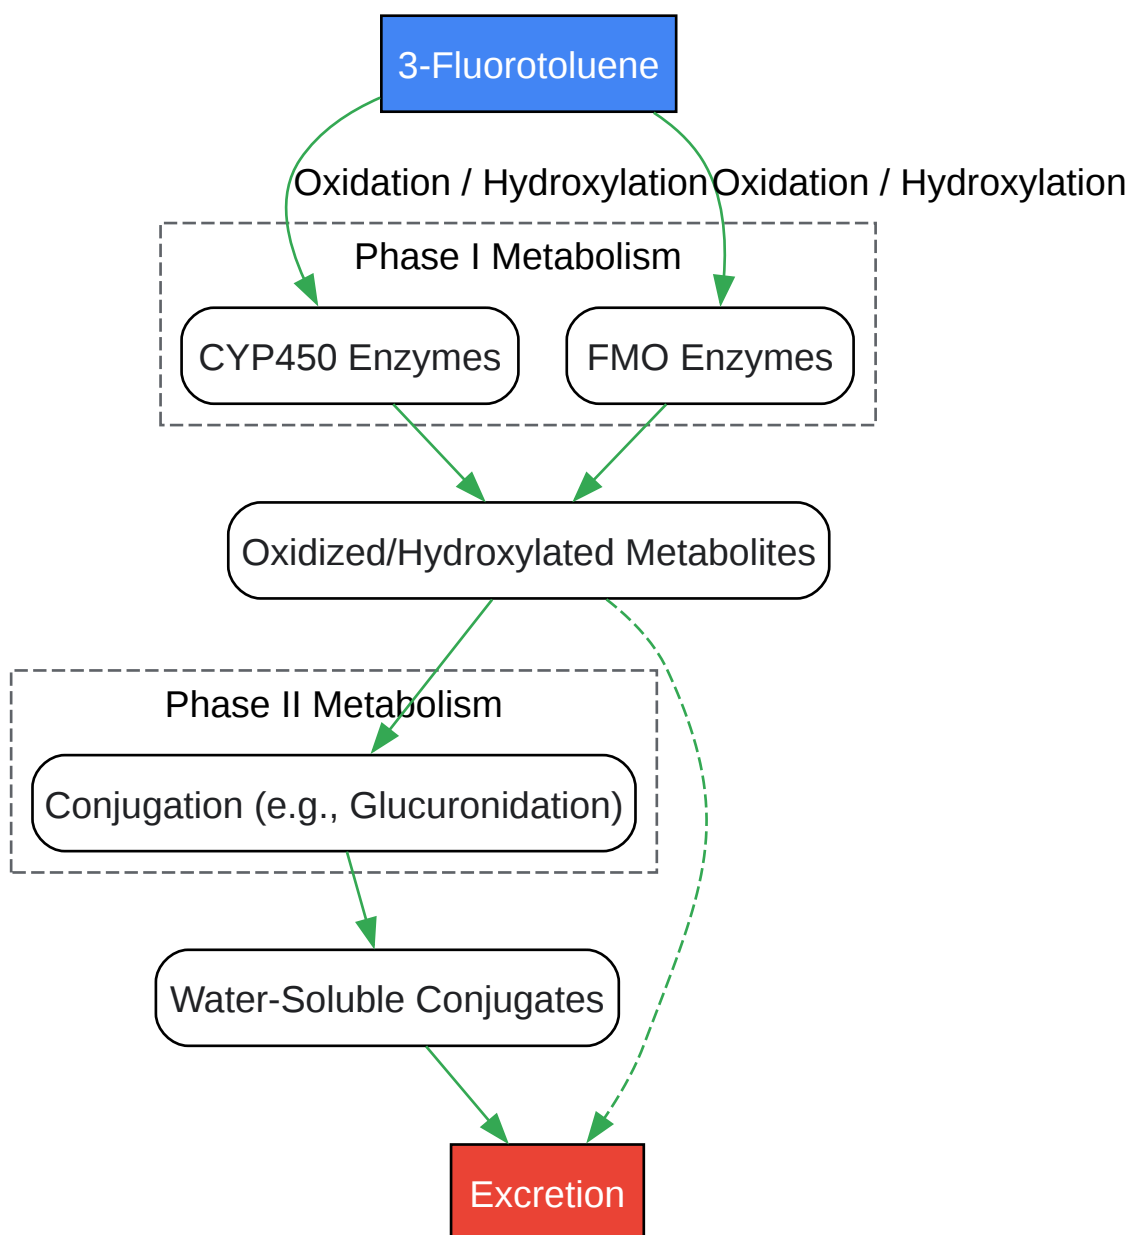 3-Fluorotoluene
Oxidation / Hydroxylation
Oxidation / Hydroxylation
Phase I Metabolism
CYP450 Enzymes
FMO Enzymes
Oxidized/Hydroxylated Metabolites
Phase II Metabolism
Conjugation (e.g., Glucuronidation)
Water-Soluble Conjugates
Excretion